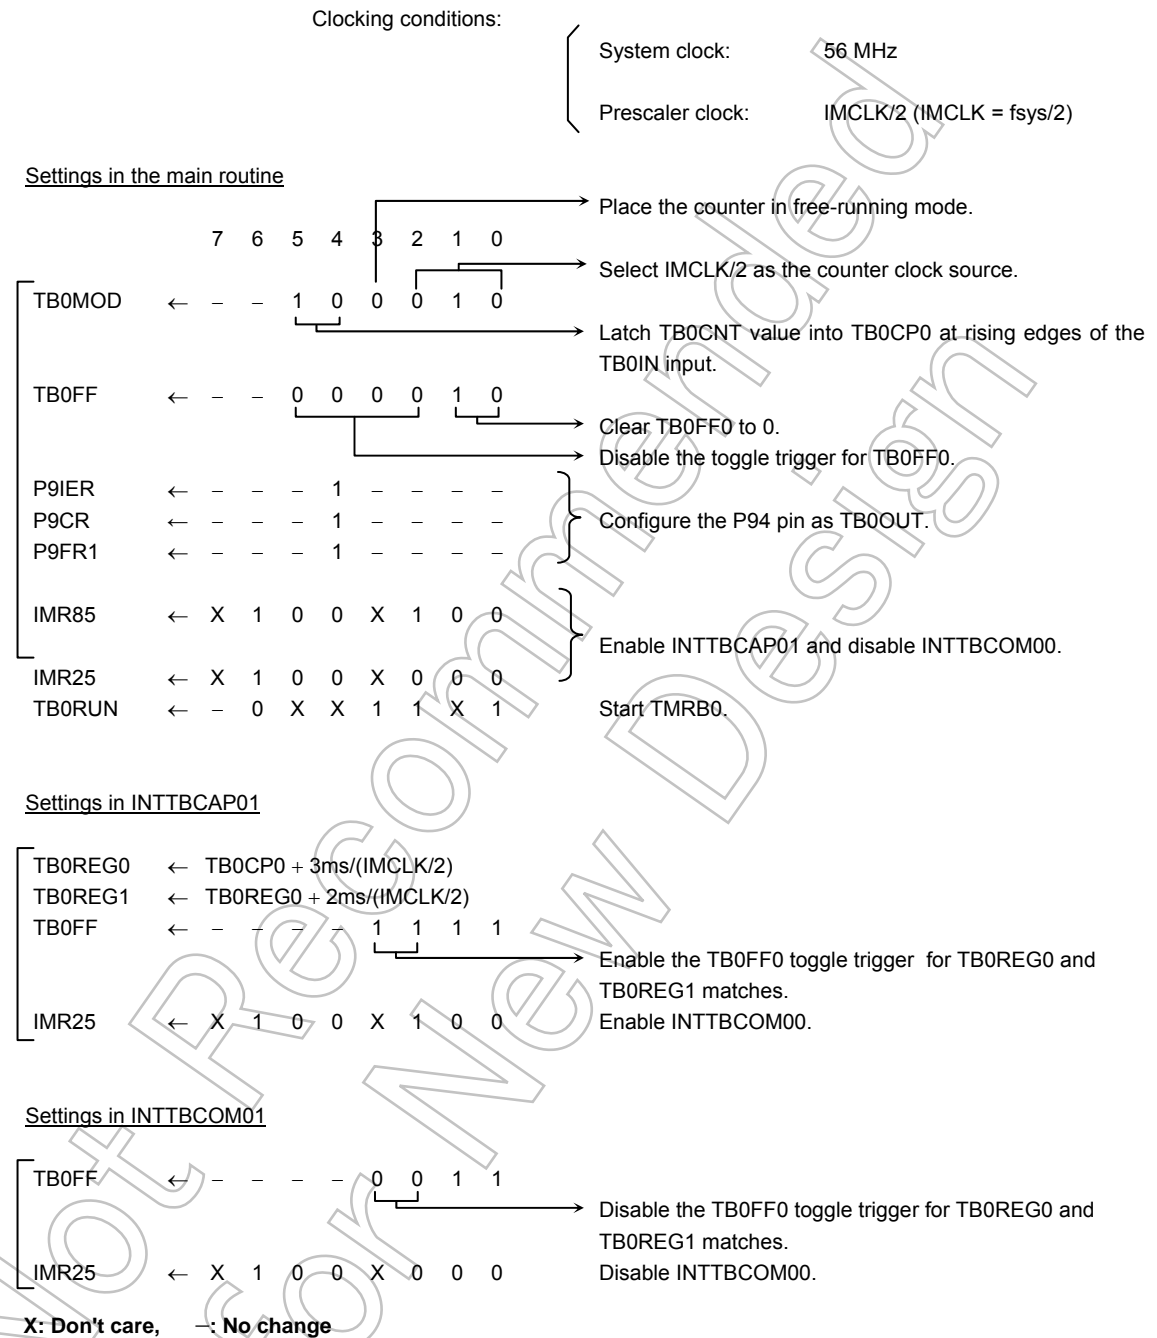 Clocking conditions:
System clock: 56 MHz
Prescaler clock: IMCLK/2 (IMCLK = fsys/2)
Settings in the main routine
Place the counter in free-running mode.
7 6 5 4 3 2 1 0
Select IMCLK/2 as the counter clock source.
TB0MOD ← − − 1 0 0 0 1 0
Latch TB0CNT value into TB0CP0 at rising edges of the
TB0IN input.
TB0FF ← − − 0 0 0 0 1 0
Clear TB0FF0 to 0.
Disable the toggle trigger for TB0FF0.
P9IER ← − − − 1 − − − −
P9CR ← − − − 1 − − − −
Configure the P94 pin as TB0OUT.
P9FR1 ← − − − 1 − − − −
IMR85 ← X 1 0 0 X 1 0 0
Enable INTTBCAP01 and disable INTTBCOM00.
IMR25 ← X 1 0 0 X 0 0 0
TB0RUN ← − 0 X X 1 1 X 1 Start TMRB0.
Settings in INTTBCAP01
TB0REG0 ← TB0CP0 + 3ms/(IMCLK/2)
TB0REG1 ← TB0REG0 + 2ms/(IMCLK/2)
TB0FF ← − − − − 1 1 1 1
Enable the TB0FF0 toggle trigger for TB0REG0 and
TB0REG1 matches.
IMR25 ← X 1 0 0 X 1 0 0 Enable INTTBCOM00.
Settings in INTTBCOM01
TB0FF ← − − − − 0 0 1 1
Disable the TB0FF0 toggle trigger for TB0REG0 and
TB0REG1 matches.
IMR25 ← X 1 0 0 X 0 0 0 Disable INTTBCOM00.
X: Don't care, −: No change
Not Recommended
for New Design